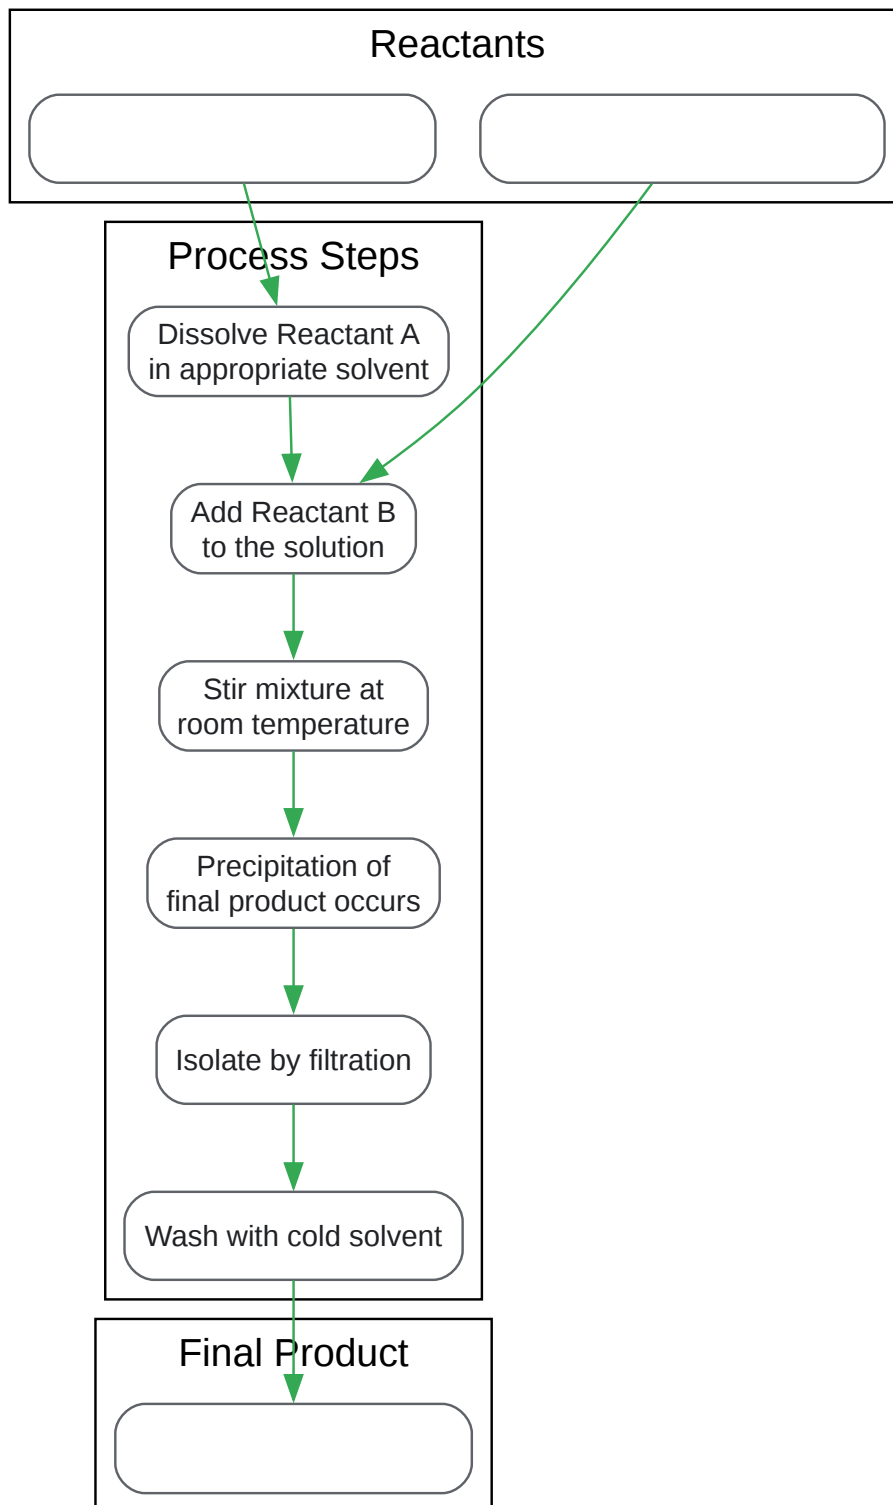 Reactants
Process Steps
Dissolve Reactant A
in appropriate solvent
Add Reactant B
to the solution
Stir mixture at
room temperature
Precipitation of
final product occurs
Isolate by filtration
Wash with cold solvent
Final Product